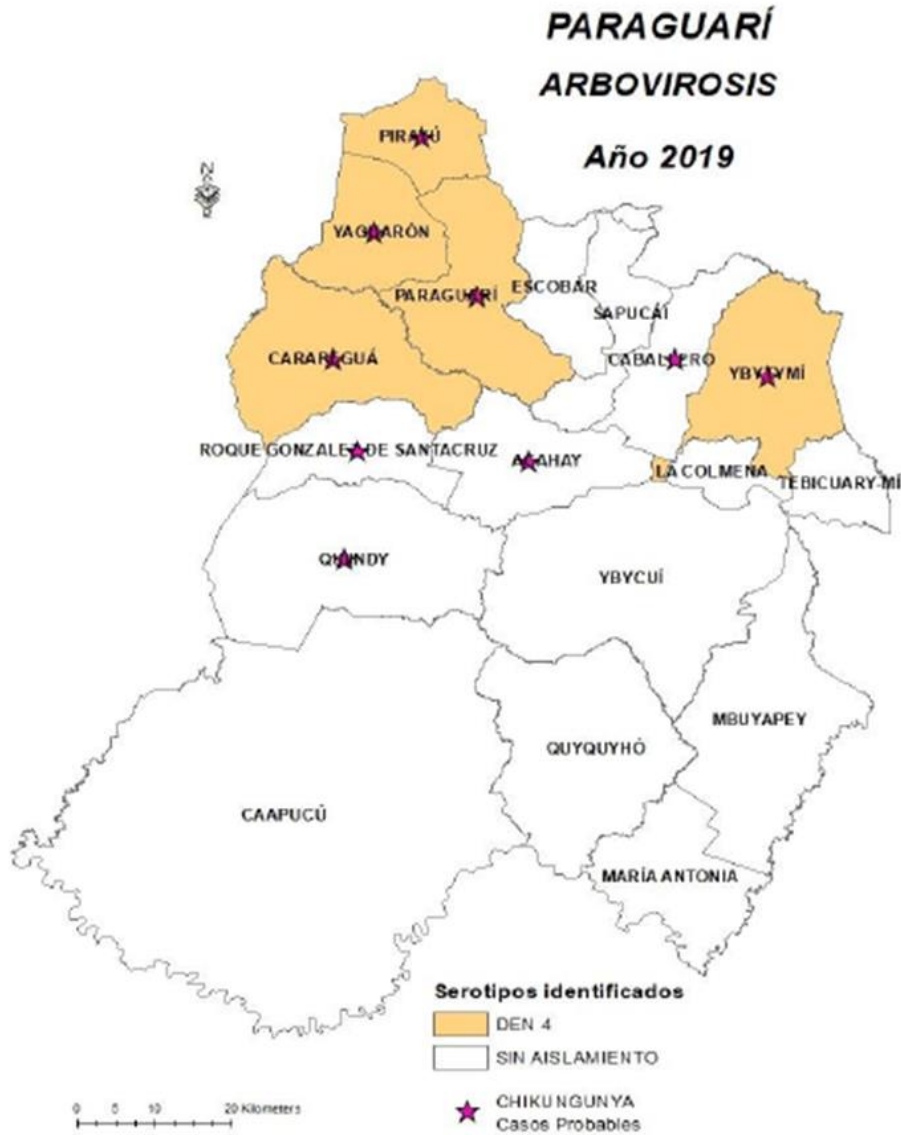 PARAGUARÍ
ARBOVIROSIS
Año 2019
N
PIRAYÚ
YAGUARÓN
PARAGUARÍ
ESCOBAR
SAPUCÁI
CARAPEGUÁ
CABALLERO
YBYTYMÍ
ROQUE GONZALEZ DE SANTACRUZ
ACAHAY
LA COLMENA
TEBICUARY-MÍ
QUIINDY
YBYCUÍ
MBUYAPEY
QUYQUYHÓ
CAAPUCÚ
MARÍA ANTONIA
Serotipos identificados
DEN 4
SIN AISLAMIENTO
CHIKUNGUNYA
Casos Probables
0 5 10 20 Kilometers